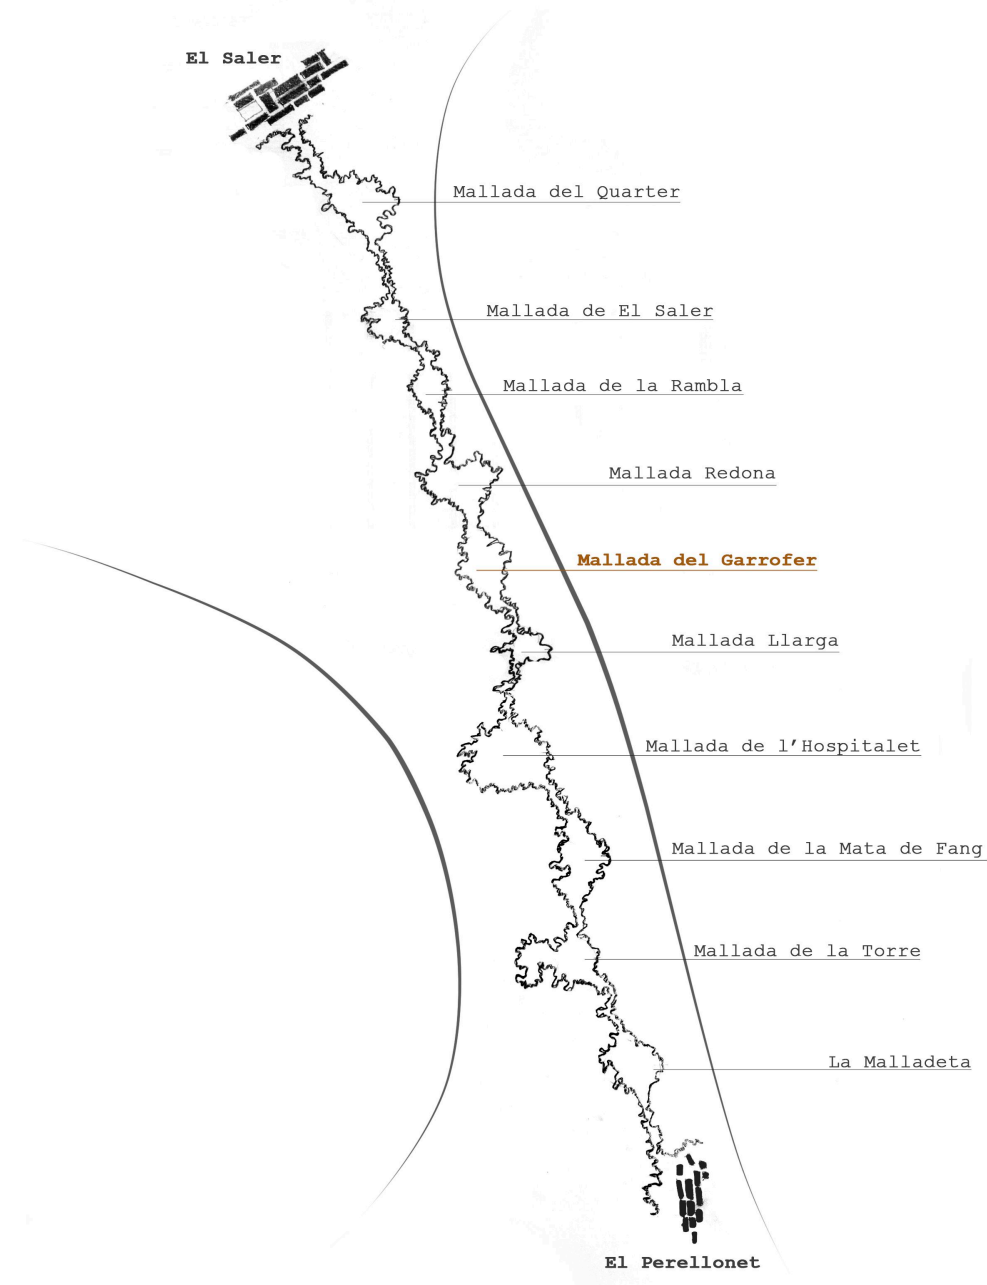 El Saler
Mallada del Quarter
Mallada de El Saler
Mallada de la Rambla
Mallada Redona
Mallada del Garrofer
Mallada Llarga
Mallada de l’Hospitalet
Mallada de la Mata de Fang
Mallada de la Torre
La Malladeta
El Perellonet